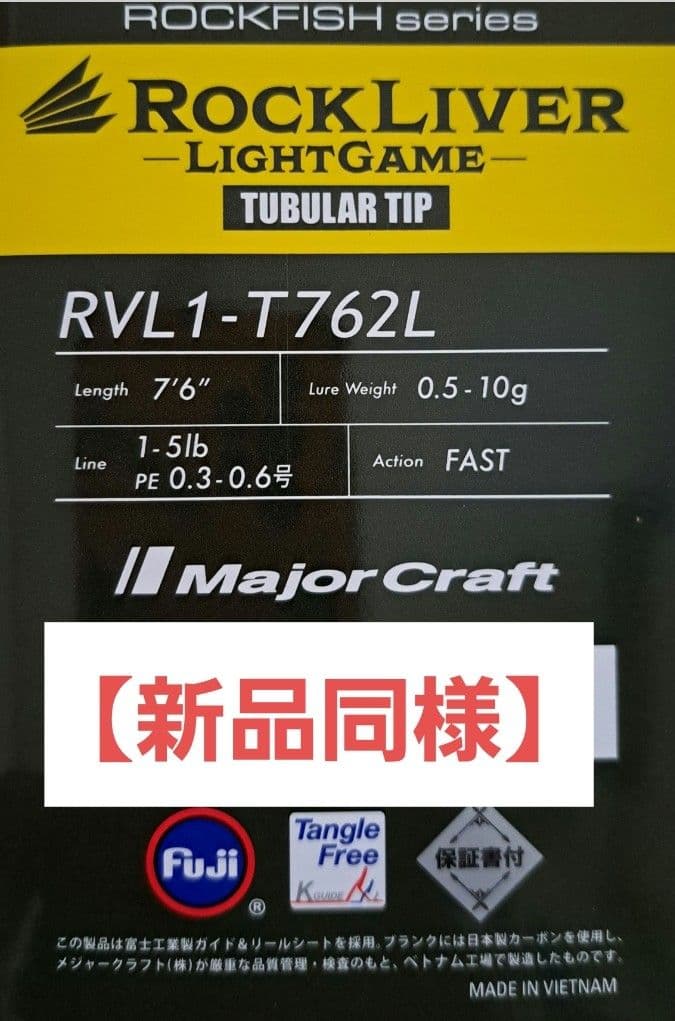 ROCKFISH series
ROCKLIVER
-LIGHTGAME-
TUBULAR TIP
RVL1-T762L
Length 7'6" Lure Weight 0.5-10g
Line 1-5lb PE 0.3-0.6号 Action FAST
MajorCraft
【新品同様】
Fuji ®
Tangle Free
K GUIDE
保証書付
この製品は富士工業製ガイド&リールシートを採用。ブランクには日本製カーボンを使用し、
メジャークラフト(株)が厳重な品質管理・検査のもと、ベトナム工場で製造したものです。
MADE IN VIETNAM